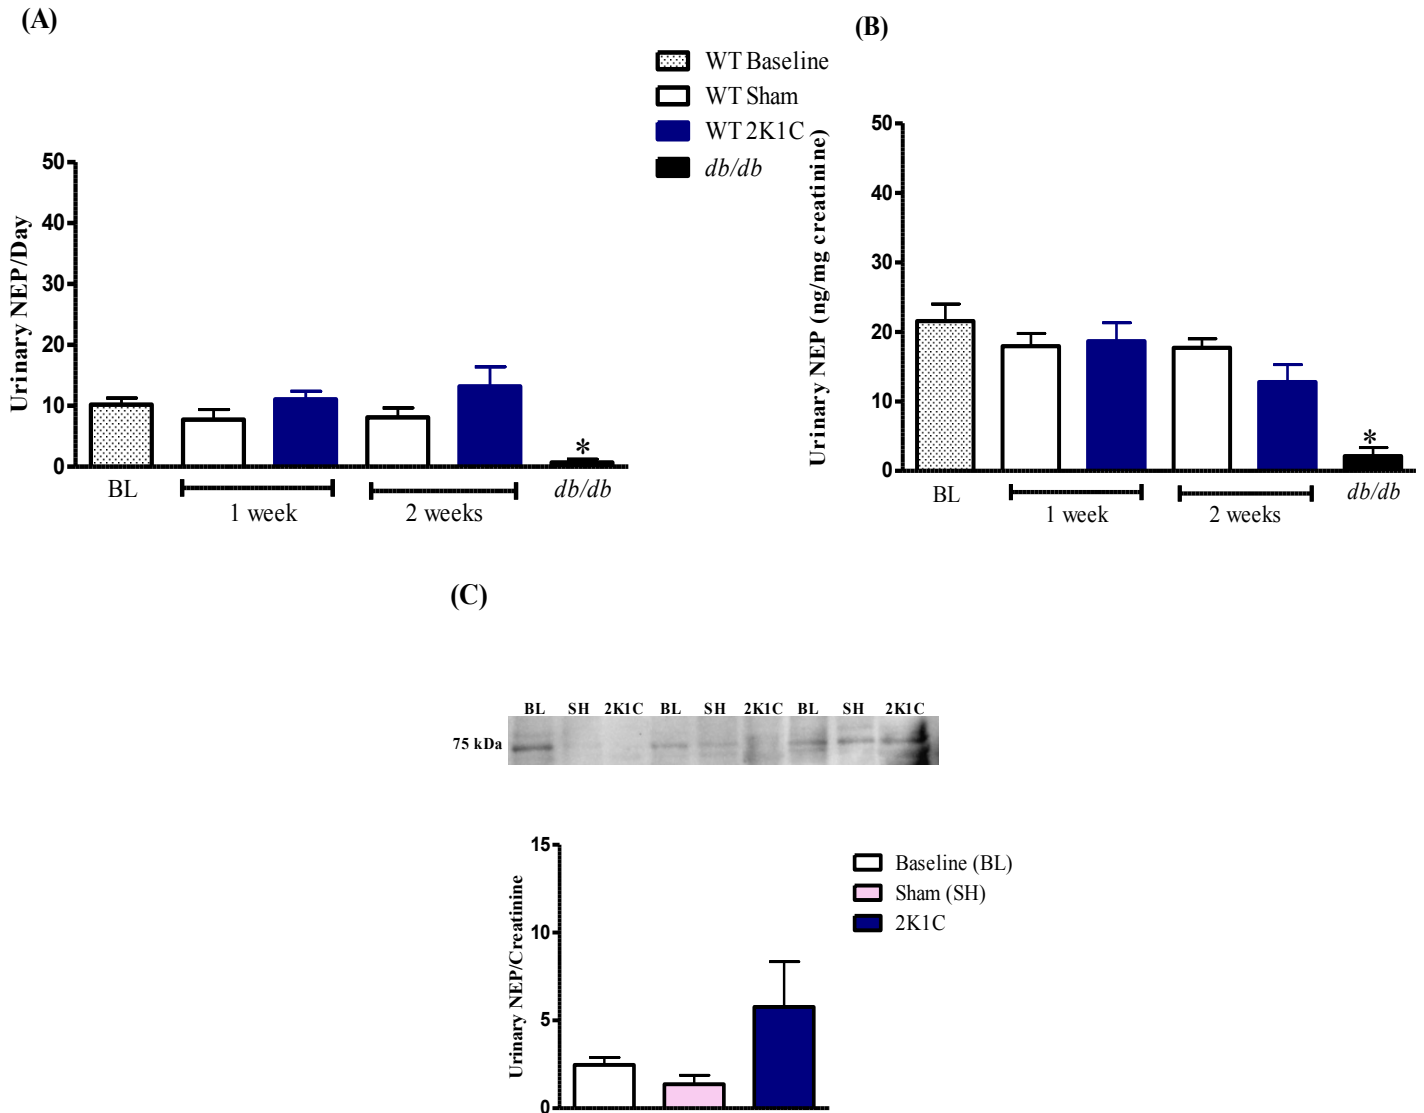 (A)
WT Baseline
WT Sham
WT 2K1C
db/db
Urinary NEP/Day
50
40
30
20
10
0
*
BL
1 week
2 weeks
db/db
(B)
Urinary NEP (ng/mg creatinine)
50
40
30
20
10
0
*
BL
1 week
2 weeks
db/db
(C)
BL SH 2K1C BL SH 2K1C BL SH 2K1C
75 kDa
Urinary NEP/Creatinine
15
10
5
0
Baseline (BL)
Sham (SH)
2K1C